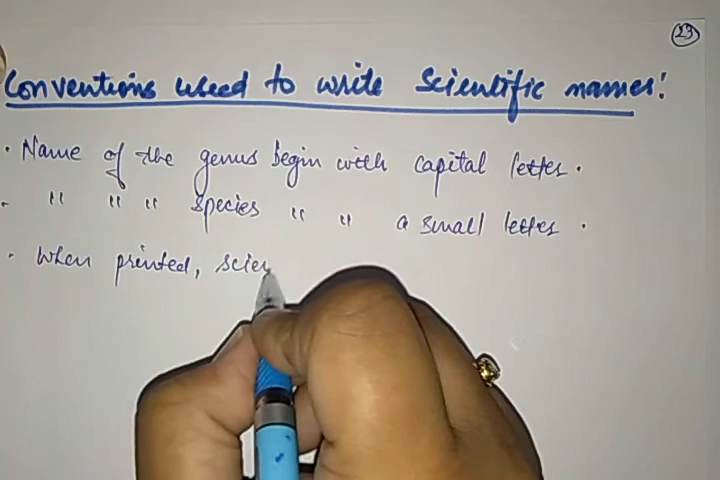 23
Conventions used to write Scientific names:
• Name of the genus begin with capital letter.
• " " " species " " a small letter.
• When printed, scien